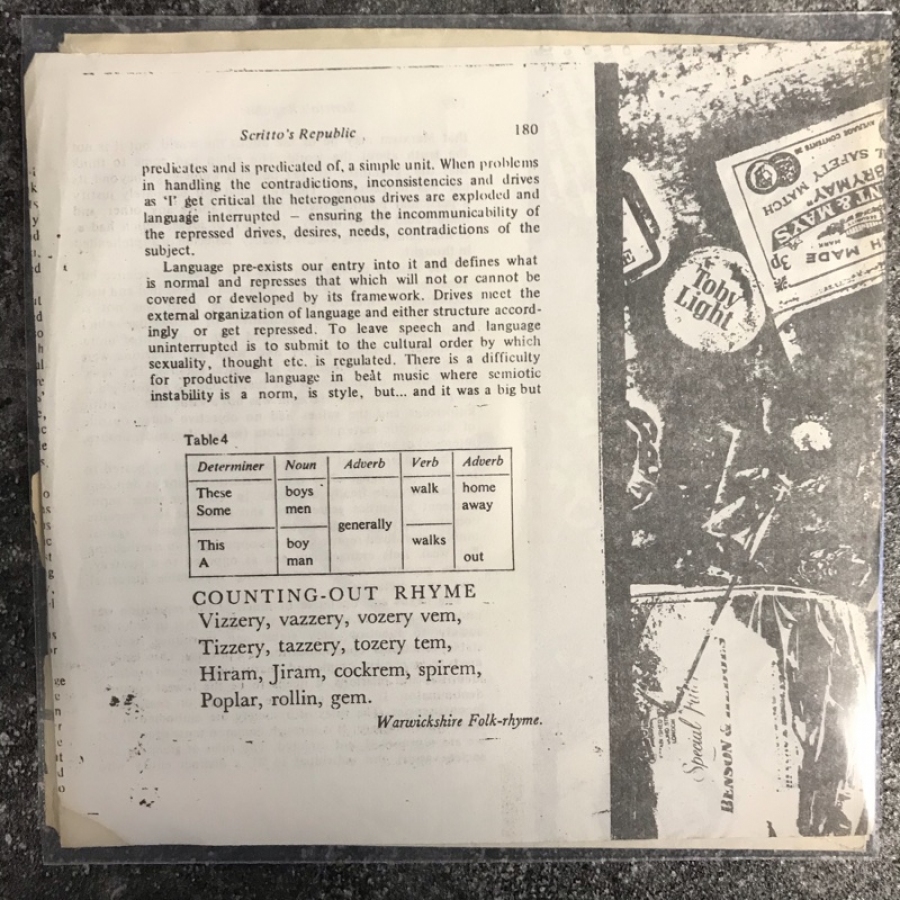 Scritto's Republic
180
predicates and is predicated of, a simple unit. When problems
in handling the contradictions, inconsistencies and drives
as 'I' get critical the heterogenous drives are exploded and
language interrupted — ensuring the incommunicability of
the repressed drives, desires, needs, contradictions of the
subject.
Language pre-exists our entry into it and defines what
is normal and represses that which will not or cannot be
covered or developed by its framework. Drives meet the
external organization of language and either structure accord-
ingly or get repressed. To leave speech and language
uninterrupted is to submit to the cultural order by which
sexuality, thought etc. is regulated. There is a difficulty
for productive language in beat music where semiotic
instability is a norm, is style, but... and it was a big but
Table 4
Determiner Noun Adverb Verb Adverb
These boys walk home
Some men away
generally
This boy walks
A man out
COUNTING-OUT RHYME
Vizzery, vazzery, vozery vem,
Tizzery, tazzery, tozery tem,
Hiram, Jiram, cockrem, spirem,
Poplar, rollin, gem.
Warwickshire Folk-rhyme.
AVERAGE CONTENTS
SAFETY MATCH
BRYMAY
NT & MAY'S
MARK
MADE
3p
Toby
Light
Special Filter
BENSON &